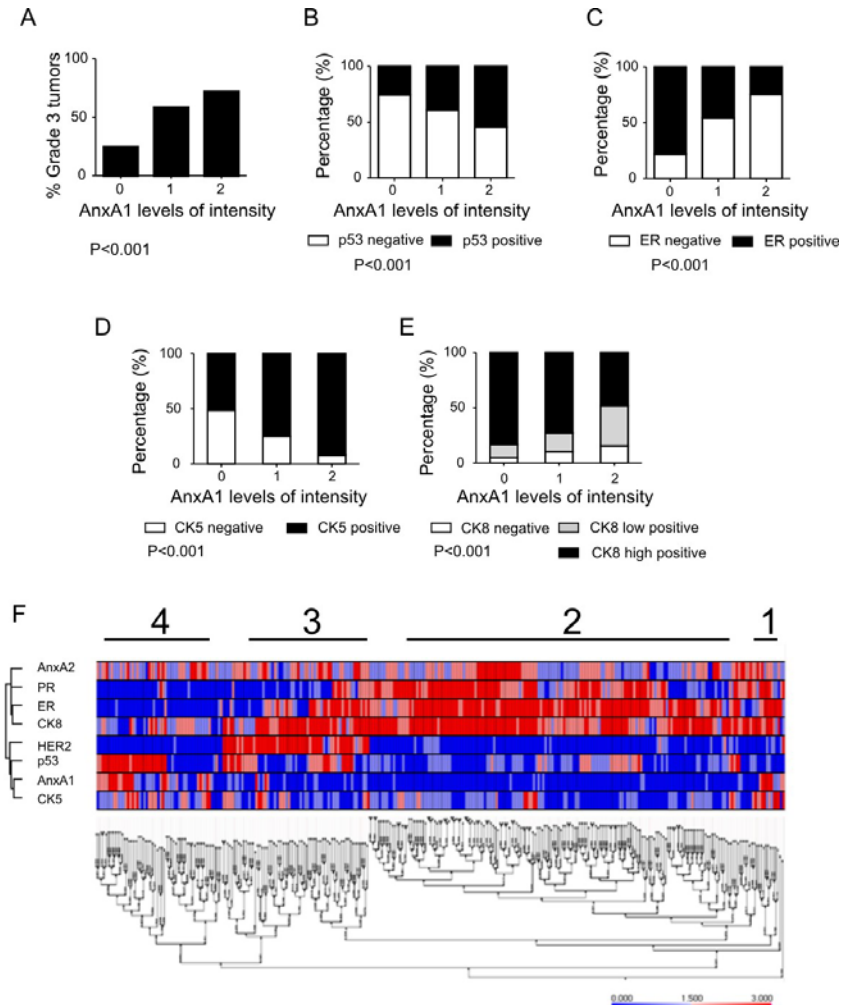 A
B
C
% Grade 3 tumors
100
50
0
0 1 2
AnxA1 levels of intensity
P<0.001
Percentage (%)
100
50
0
0 1 2
AnxA1 levels of intensity
p53 negative p53 positive
P<0.001
Percentage (%)
100
50
0
0 1 2
AnxA1 levels of intensity
ER negative ER positive
P<0.001
D
E
Percentage (%)
100
50
0
0 1 2
AnxA1 levels of intensity
CK5 negative CK5 positive
P<0.001
Percentage (%)
100
50
0
0 1 2
AnxA1 levels of intensity
CK8 negative CK8 low positive
CK8 high positive
P<0.001
F
4 3 2 1
AnxA2
PR
ER
CK8
HER2
p53
AnxA1
CK5
0.000 1.500 3.000